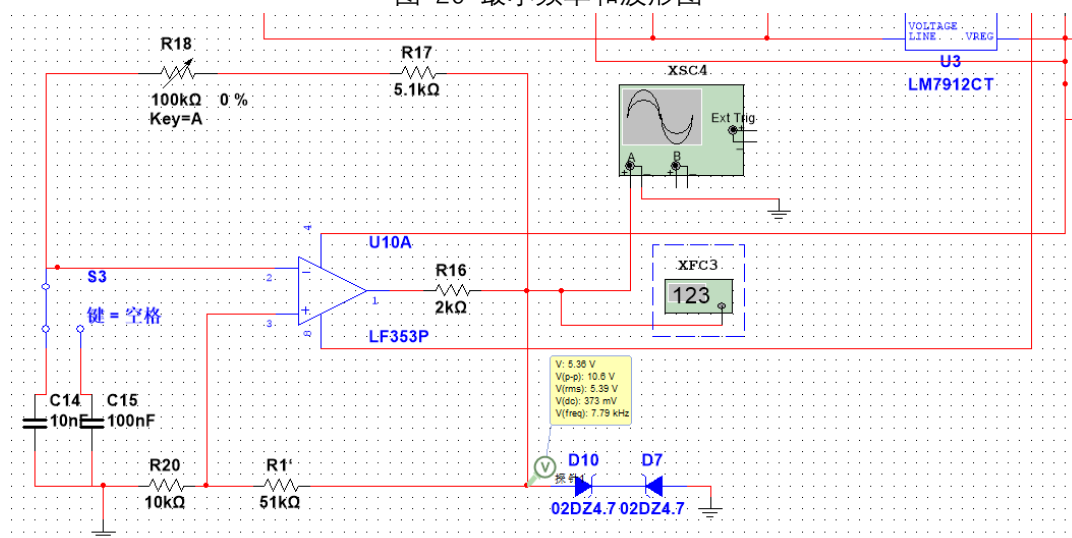 图 20 最小频率和波形图
VOLTAGE
LINE VREG
U3
LM7912CT
R18
100kΩ 0 %
Key=A
R17
5.1kΩ
XSC4
Ext Trig
+
-
A
B
+ - + -
4
U10A
2
-
+
3
8
1
LF353P
R16
2kΩ
XFC3
123
S3
键 = 空格
V: 5.36 V
V(p-p): 10.6 V
V(rms): 5.39 V
V(dc): 373 mV
V(freq): 7.79 kHz
C14
10nF
C15
100nF
R20
10kΩ
R1‘
51kΩ
V
探针1
D10
02DZ4.7
D7
02DZ4.7